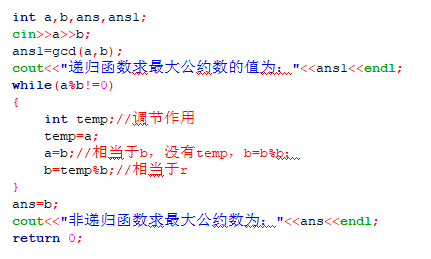 int a,b,ans,ans1;
cin>>a>>b;
ans1=gcd(a,b);
cout<<"递归函数求最大公约数的值为："<<ans1<<endl;
while(a%b!=0)
{
int temp;//调节作用
temp=a;
a=b;//相当于b，没有temp，b=b%b；
b=temp%b;//相当于r
}
ans=b;
cout<<"非递归函数求最大公约数为："<<ans<<endl;
return 0;